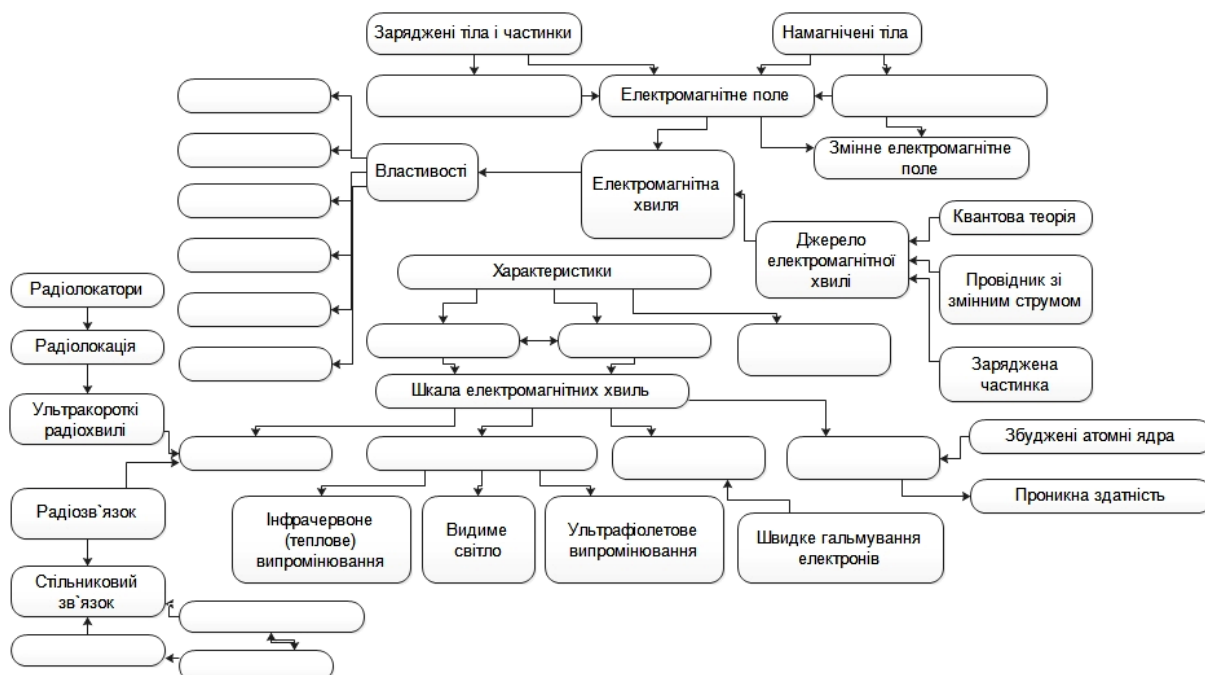 Заряджені тіла і частинки
Намагнічені тіла
Електромагнітне поле
Змінне електромагнітне
поле
Властивості
Електромагнітна
хвиля
Квантова теорія
Джерело
електромагнітної
хвилі
Характеристики
Провідник зі
змінним струмом
Радіолокатори
Радіолокація
Заряджена
частинка
Шкала електромагнітних хвиль
Ультракороткі
радіохвилі
Збуджені атомні ядра
Проникна здатність
Радіозв`язок
Інфрачервоне
(теплове)
випромінювання
Видиме
світло
Ультрафіолетове
випромінювання
Швидке гальмування
електронів
Стільниковий
зв`язок